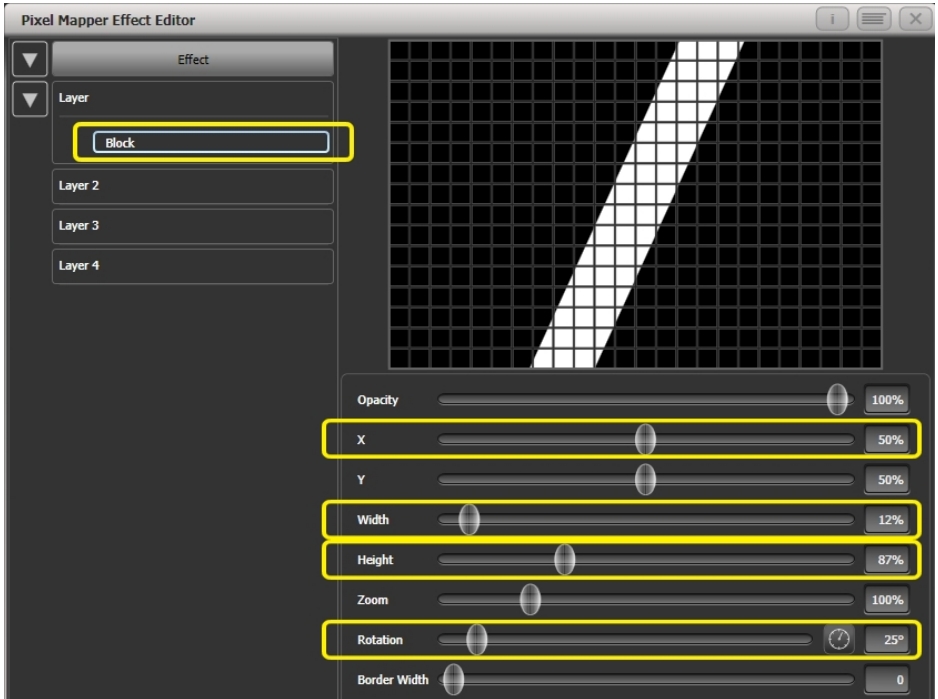 Pixel Mapper Effect Editor
i
Effect
Layer
Block
Layer 2
Layer 3
Layer 4
Opacity 100%
X 50%
Y 50%
Width 12%
Height 87%
Zoom 100%
Rotation 25°
Border Width 0